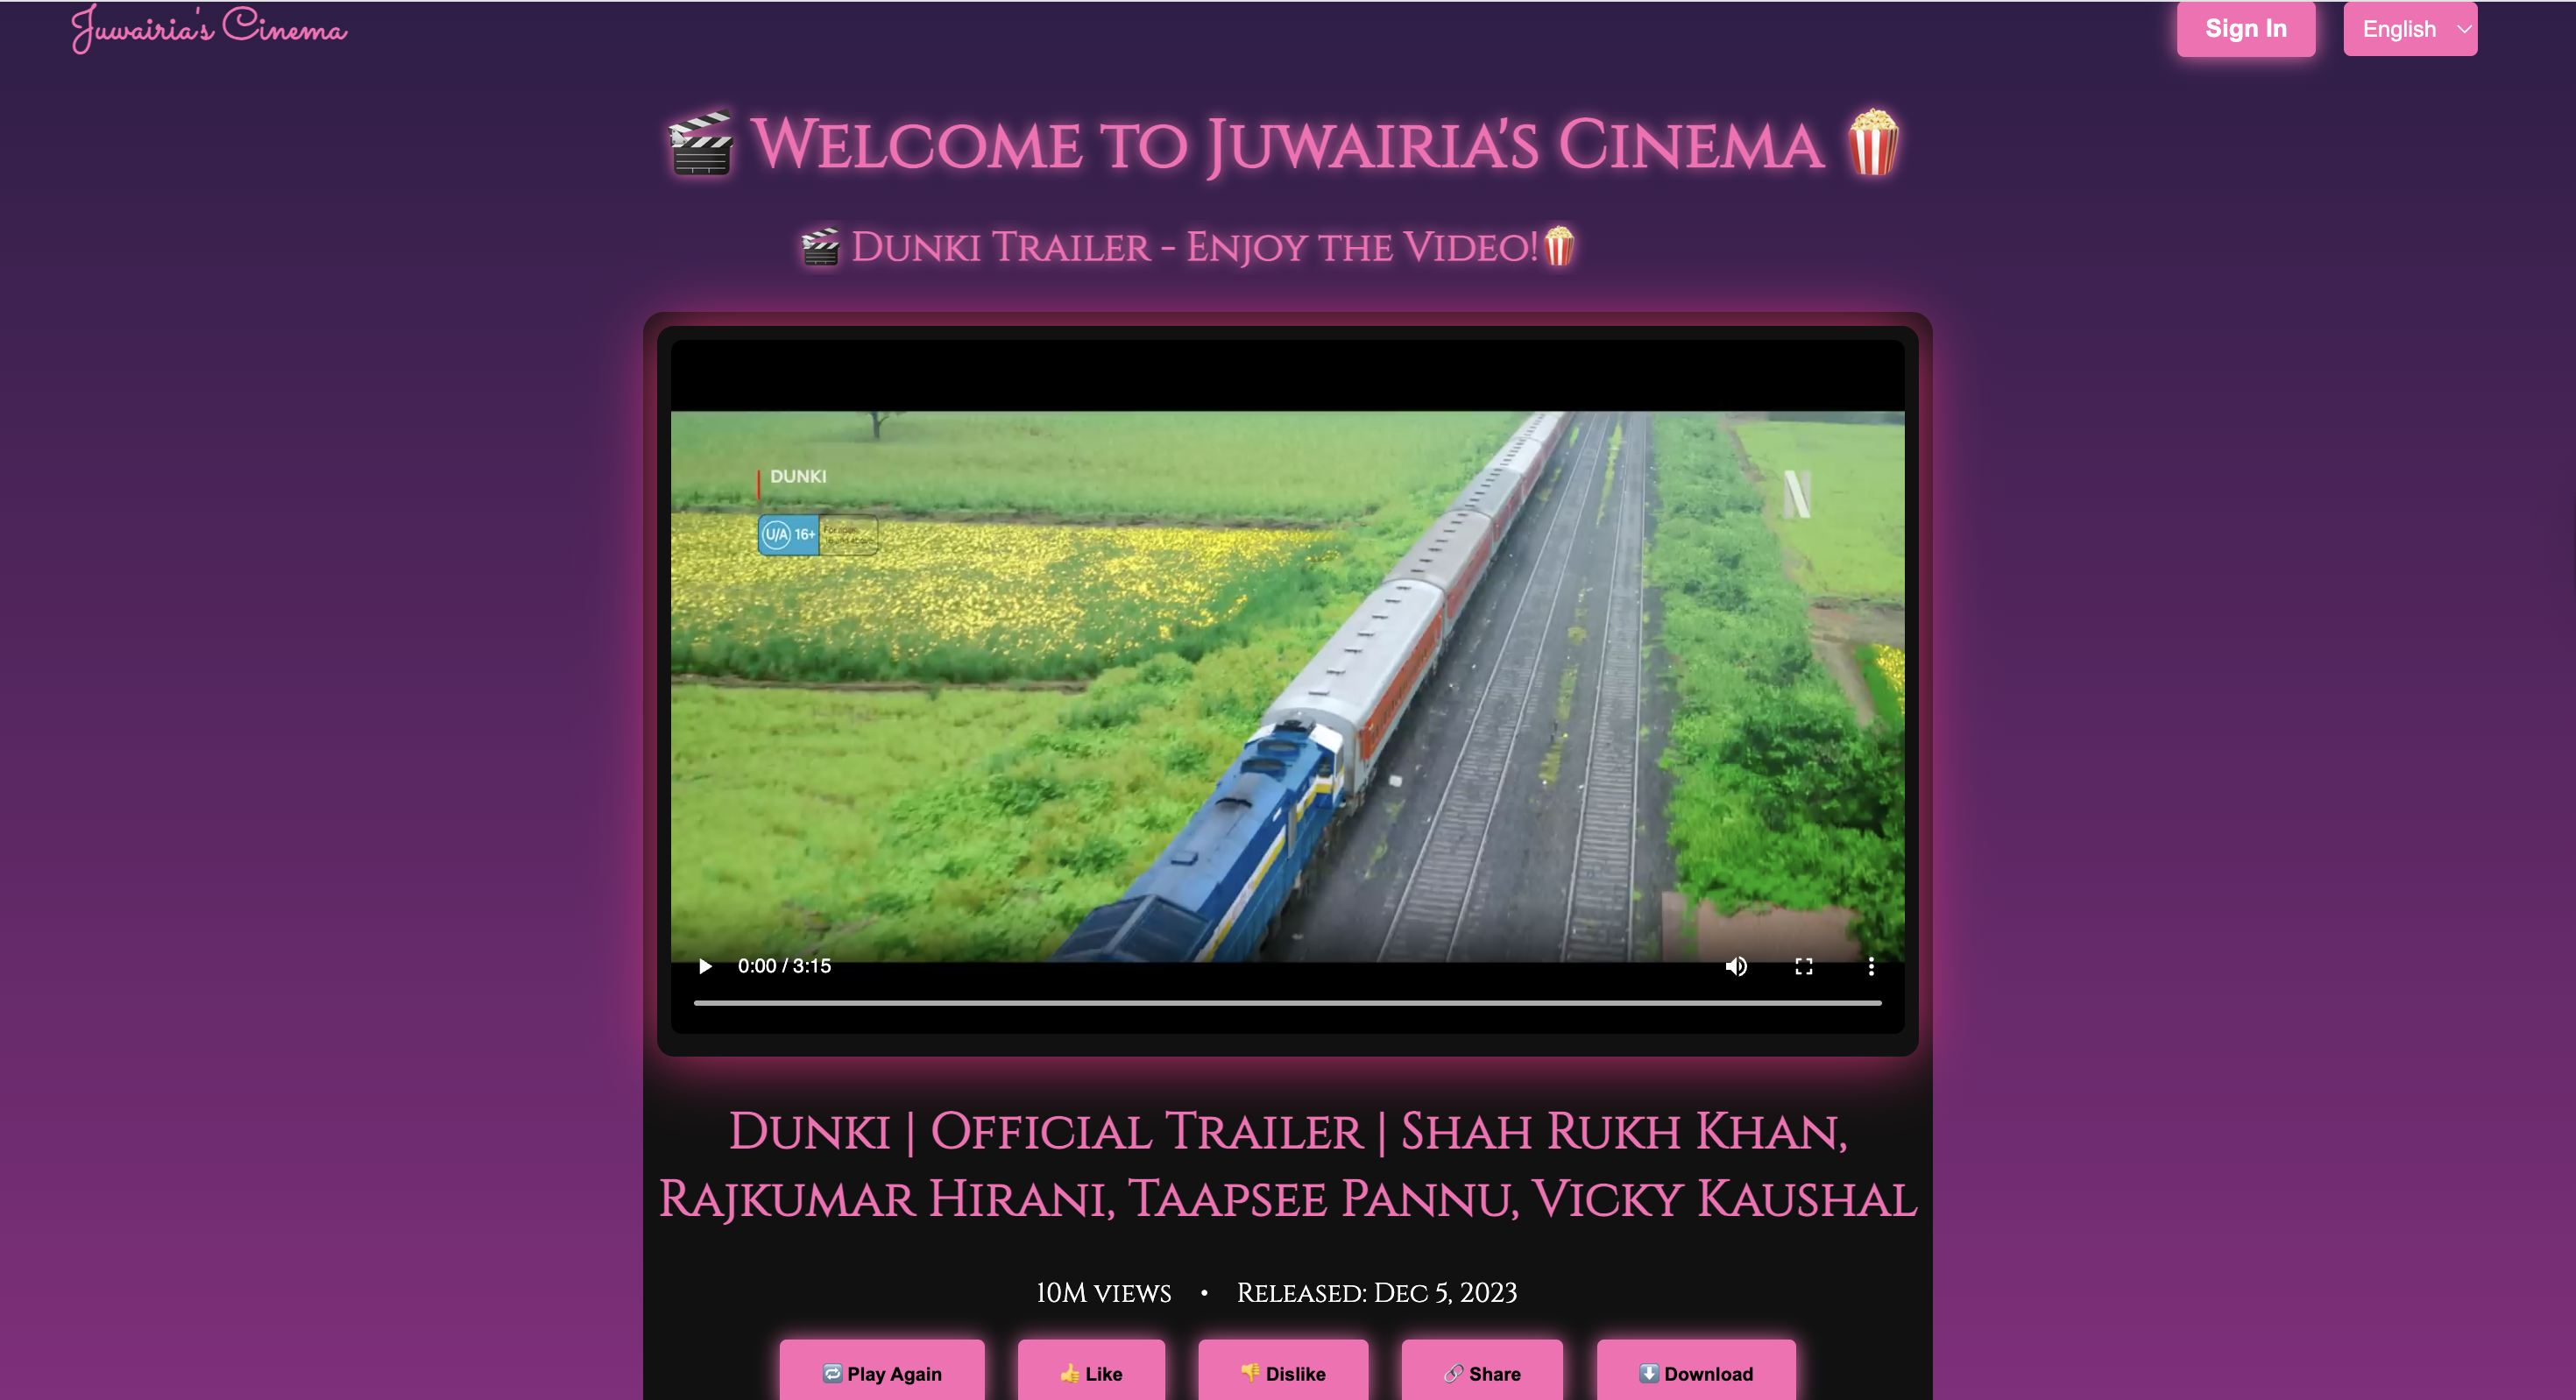 Juwairia's Cinema
Sign In
English
🎬 Welcome to Juwairia's Cinema 🍿
🎬 Dunki Trailer - Enjoy the Video!🍿
DUNKI
U/A 16+
N
0:00 / 3:15
Dunki | Official Trailer | Shah Rukh Khan,
Rajkumar Hirani, Taapsee Pannu, Vicky Kaushal
10M views • Released: Dec 5, 2023
🔁 Play Again
👍 Like
👎 Dislike
🔗 Share
⬇️ Download